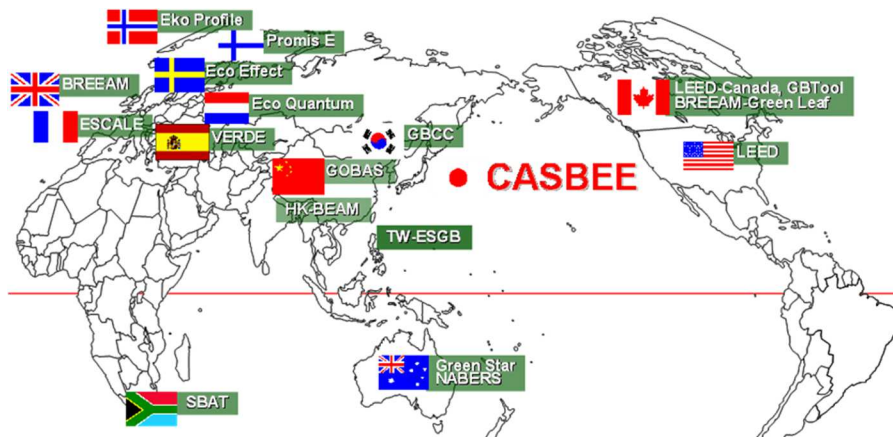 Eko Profile
Promis E
BREEAM
Eco Effect
Eco Quantum
ESCALE
VERDE
GBCC
GOBAS
HK-BEAM
TW-ESGB
CASBEE
LEED-Canada, GBTool
BREEAM-Green Leaf
LEED
Green Star
NABERS
SBAT